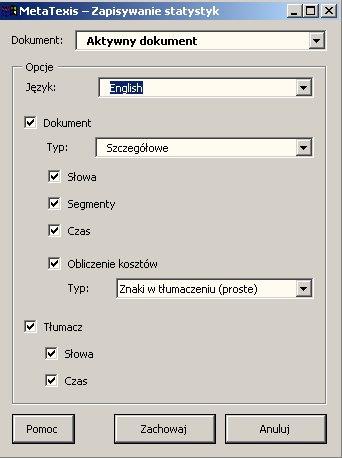 MetaTexis – Zapisywanie statystyk
Dokument: Aktywny dokument
Opcje
Język: English
Dokument
Typ: Szczegółowe
Słowa
Segmenty
Czas
Obliczenie kosztów
Typ: Znaki w tłumaczeniu (proste)
Tłumacz
Słowa
Czas
Pomoc Zachowaj Anuluj